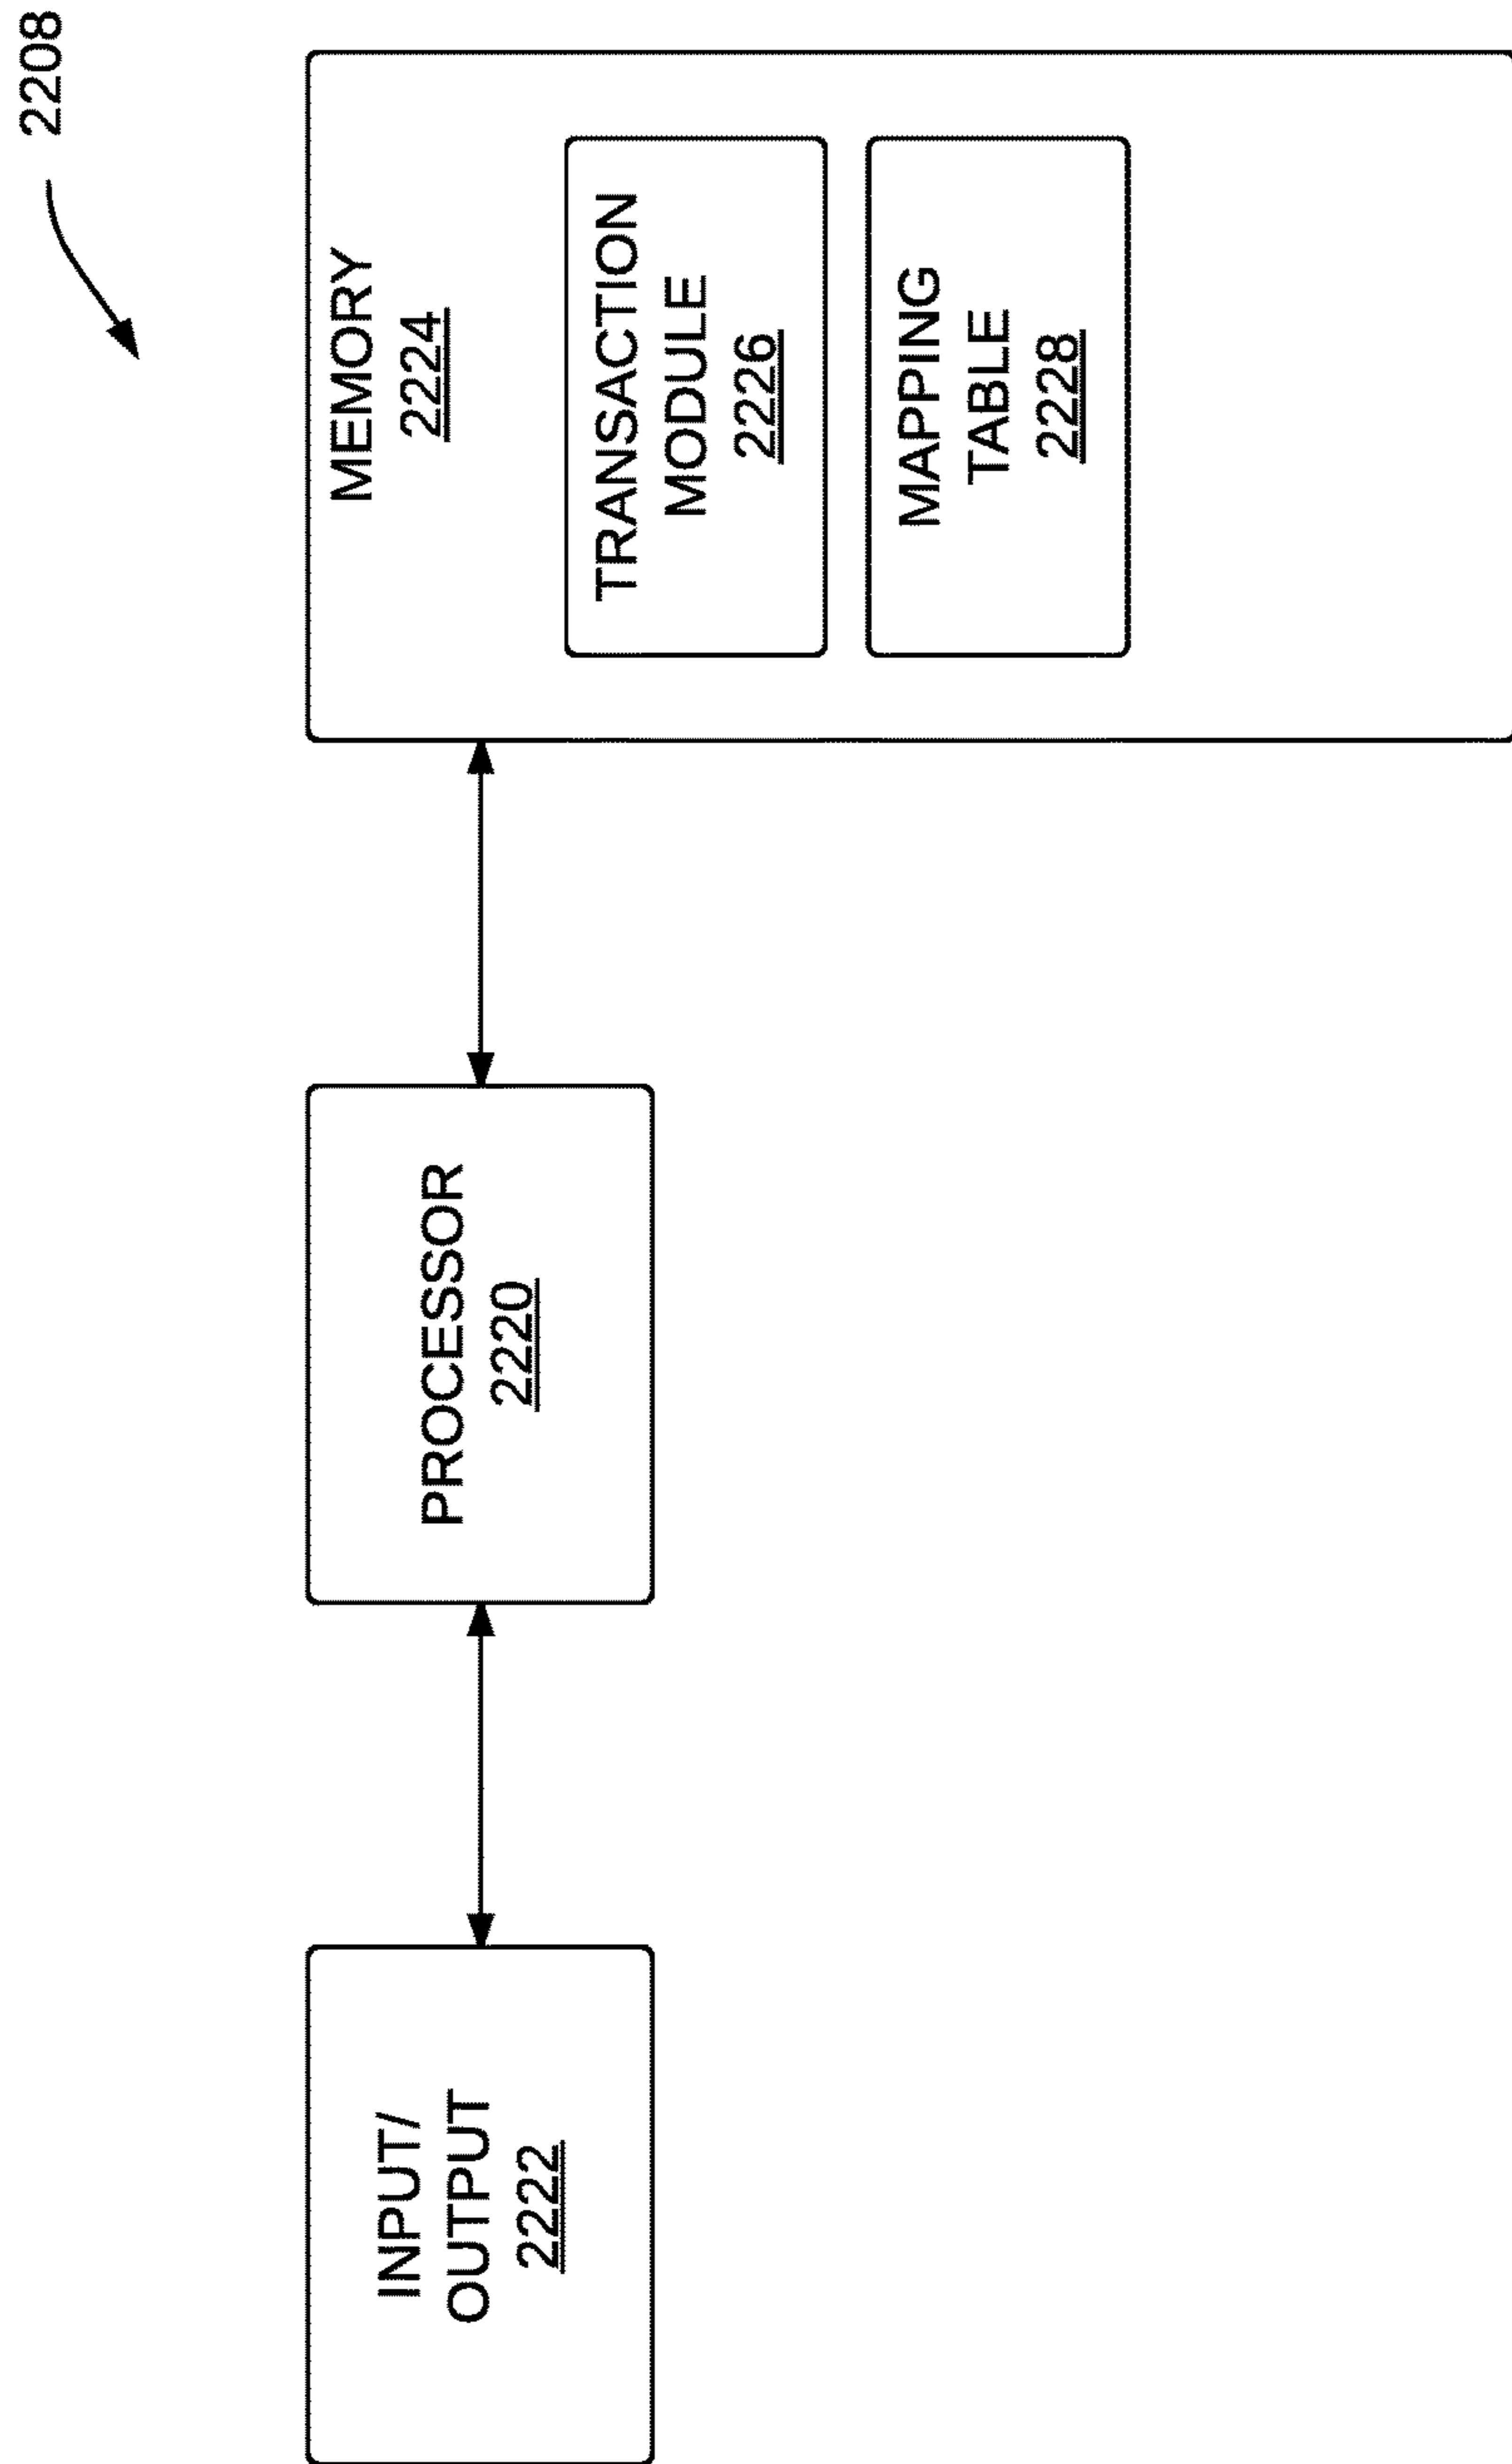 2208
INPUT/
OUTPUT
2222
PROCESSOR
2220
MEMORY
2224
TRANSACTION
MODULE
2226
MAPPING
TABLE
2228